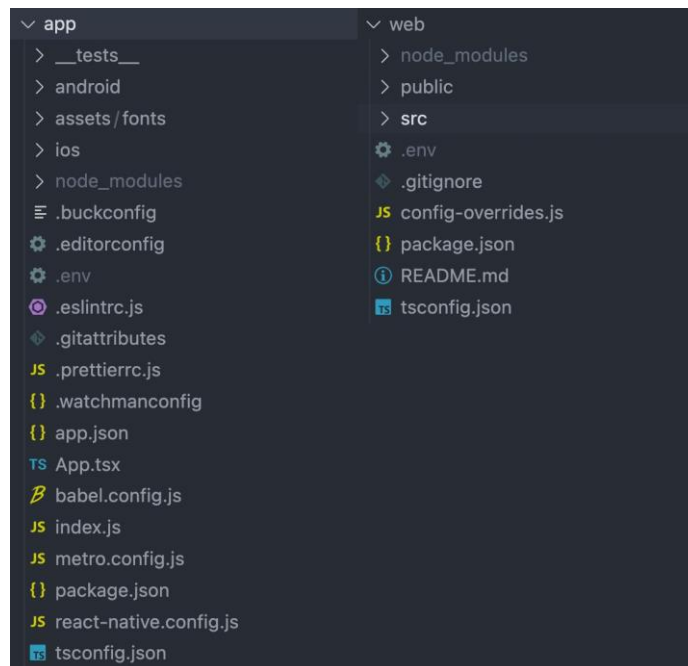 app
__tests__
android
assets/fonts
ios
node_modules
.buckconfig
.editorconfig
.env
.eslintrc.js
.gitattributes
JS .prettierrc.js
{} .watchmanconfig
{} app.json
TS App.tsx
babel.config.js
JS index.js
JS metro.config.js
{} package.json
JS react-native.config.js
TS tsconfig.json
web
node_modules
public
src
.env
.gitignore
JS config-overrides.js
{} package.json
README.md
TS tsconfig.json